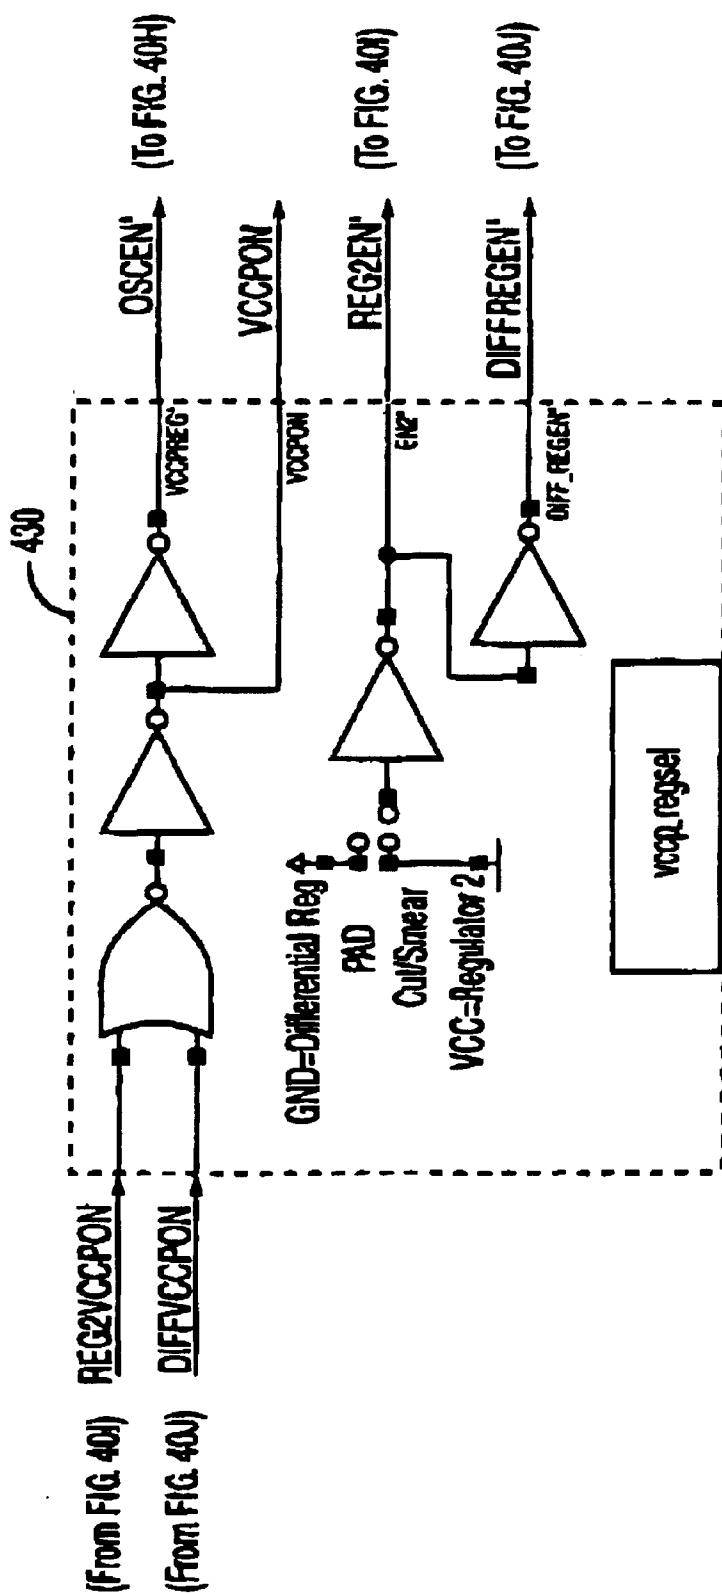 430
(From FIG. 40I) REG2VCCPON
(From FIG. 40J) DIFFVCCPON
VCCPREG'
OSCEN'
(To FIG. 40H)
VCCPON
VCCPON
GND=Differential Reg
PAD
Cut/Smear
VCC=Regulator 2
EN2'
REG2EN'
(To FIG. 40I)
DIFF_REGEN'
DIFFREGEN'
(To FIG. 40J)
vccp_regsel